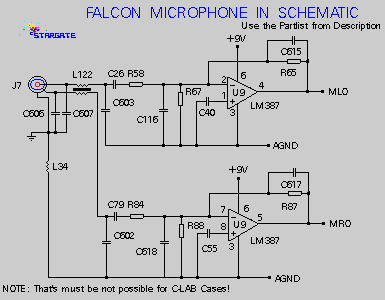 FALCON MICROPHONE IN SCHEMATIC
Use the Partlist from Description
STARGATE
+9V
C615
R65
J7
L122
C26 R58
2
6
U9
4
ML0
1
LM387
3
R67
C40
C606
C607
C603
C116
AGND
L34
+9V
C617
R87
C79 R84
7
6
U9
5
MR0
8
LM387
3
R88
C55
C602
C618
AGND
NOTE: That's must be not possible for C-LAB Cases!